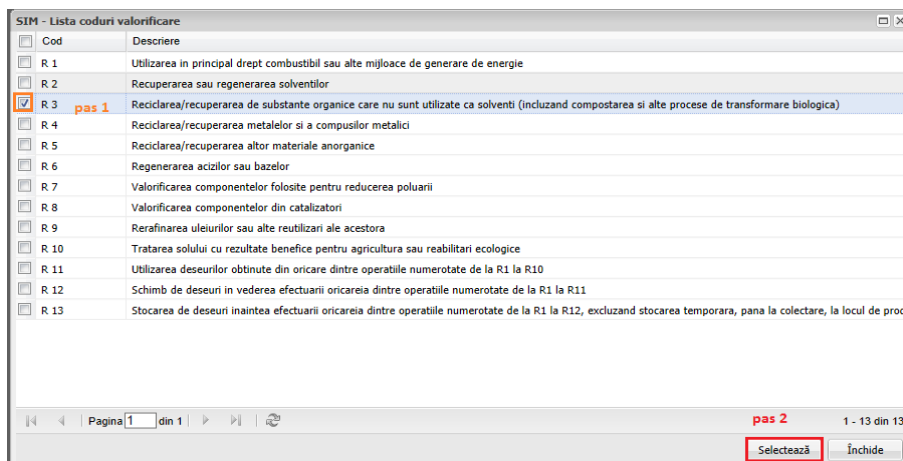 SIM - Lista coduri valorificare
Cod Descriere
R 1 Utilizarea in principal drept combustibil sau alte mijloace de generare de energie
R 2 Recuperarea sau regenerarea solventilor
R 3 pas 1 Reciclarea/recuperarea de substante organice care nu sunt utilizate ca solventi (incluzand compostarea si alte procese de transformare biologica)
R 4 Reciclarea/recuperarea metalelor si a compusilor metalici
R 5 Reciclarea/recuperarea altor materiale anorganice
R 6 Regenerarea acizilor sau bazelor
R 7 Valorificarea componentelor folosite pentru reducerea poluarii
R 8 Valorificarea componentelor din catalizatori
R 9 Rerafinarea uleiurilor sau alte reutilizari ale acestora
R 10 Tratarea solului cu rezultate benefice pentru agricultura sau reabilitari ecologice
R 11 Utilizarea deseurilor obtinute din oricare dintre operatiile numerotate de la R1 la R10
R 12 Schimb de deseuri in vederea efectuarii oricareia dintre operatiile numerotate de la R1 la R11
R 13 Stocarea de deseuri inaintea efectuarii oricareia dintre operatiile numerotate de la R1 la R12, excluzand stocarea temporara, pana la colectare, la locul de proc
Pagina 1 din 1 pas 2 1 - 13 din 13
Selectează Închide